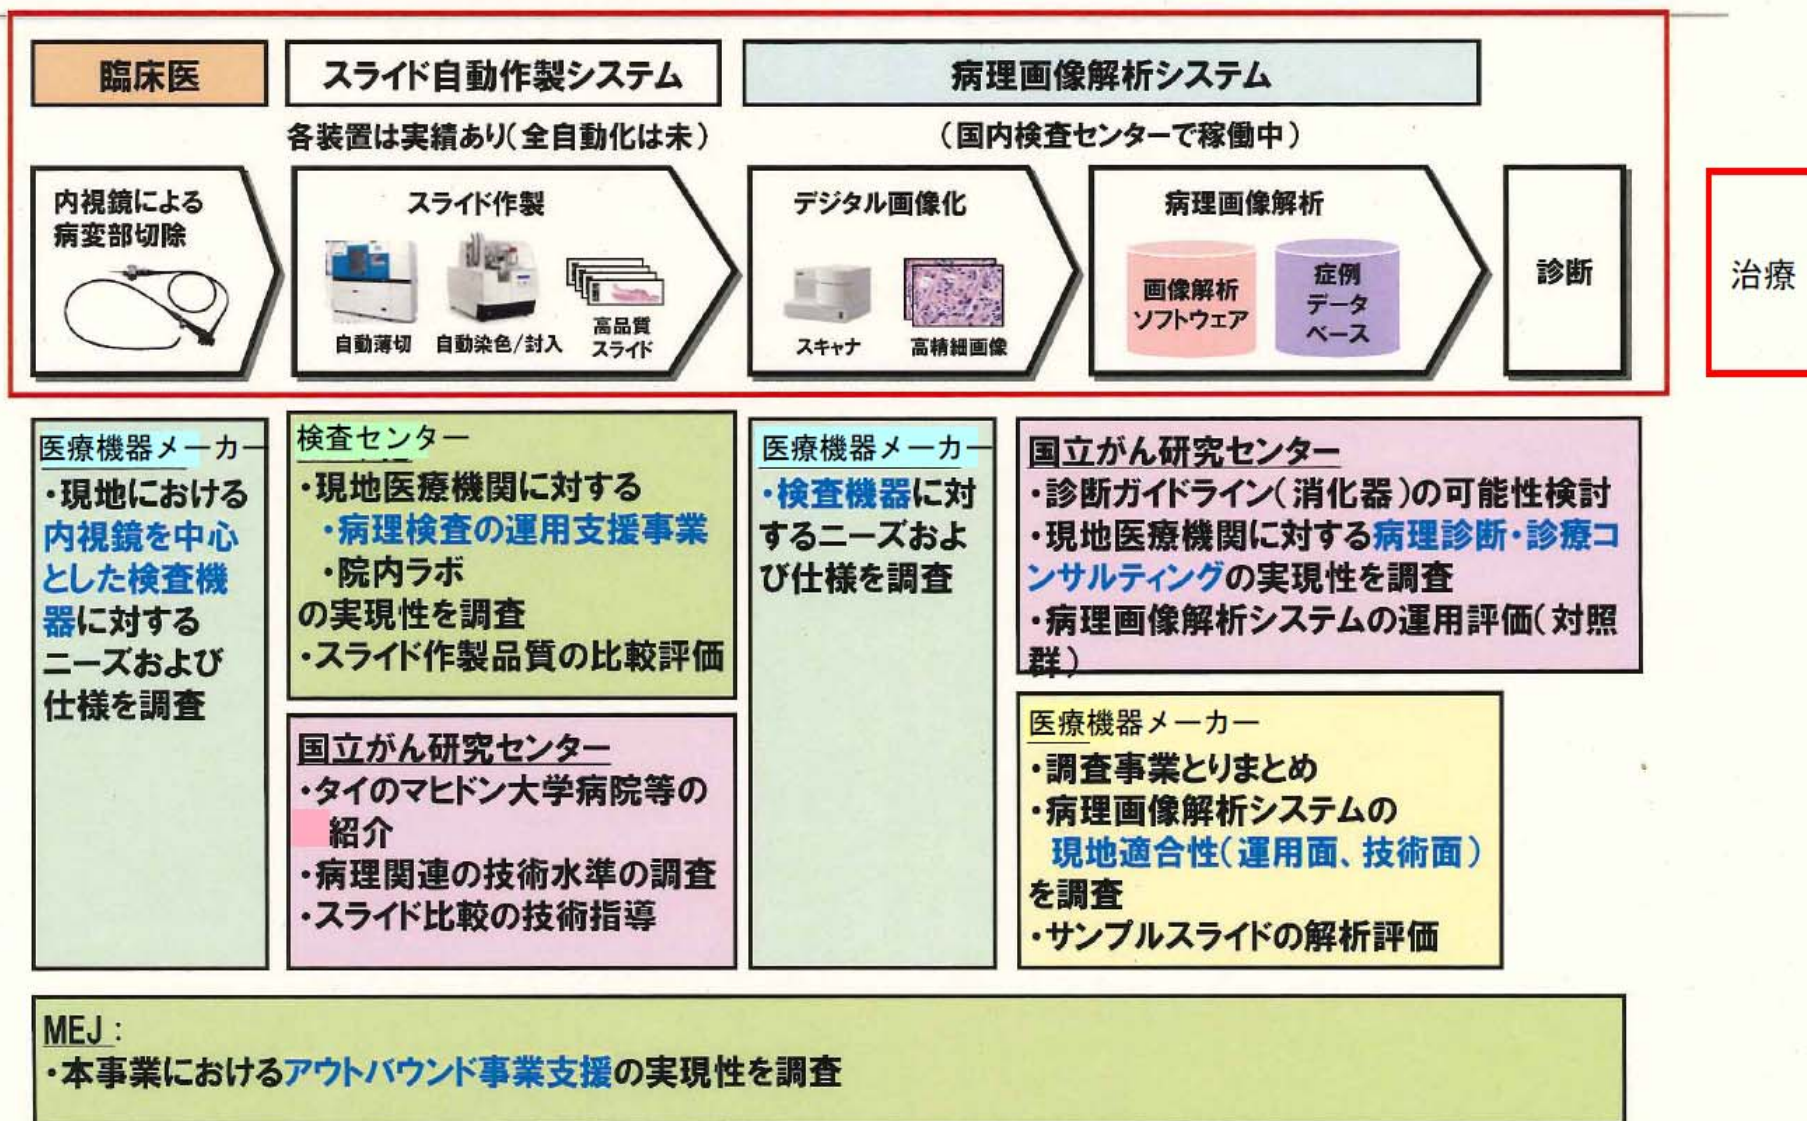 臨床医
スライド自動作製システム
病理画像解析システム
各装置は実績あり(全自動化は未)
(国内検査センターで稼働中)
内視鏡による
病変部切除
スライド作製
自動薄切
自動染色/封入
高品質
スライド
デジタル画像化
スキャナ
高精細画像
病理画像解析
画像解析
ソフトウェア
症例
データ
ベース
診断
治療
医療機器メーカー
・現地における
内視鏡を中心
とした検査機
器に対する
ニーズおよび
仕様を調査
検査センター
・現地医療機関に対する
・病理検査の運用支援事業
・院内ラボ
の実現性を調査
・スライド作製品質の比較評価
国立がん研究センター
・タイのマヒドン大学病院等の
紹介
・病理関連の技術水準の調査
・スライド比較の技術指導
医療機器メーカー
・検査機器に対
するニーズおよ
び仕様を調査
国立がん研究センター
・診断ガイドライン(消化器)の可能性検討
・現地医療機関に対する病理診断・診療コ
ンサルティングの実現性を調査
・病理画像解析システムの運用評価(対照
群)
医療機器メーカー
・調査事業とりまとめ
・病理画像解析システムの
現地適合性(運用面、技術面)
を調査
・サンプルスライドの解析評価
MEJ:
・本事業におけるアウトバウンド事業支援の実現性を調査